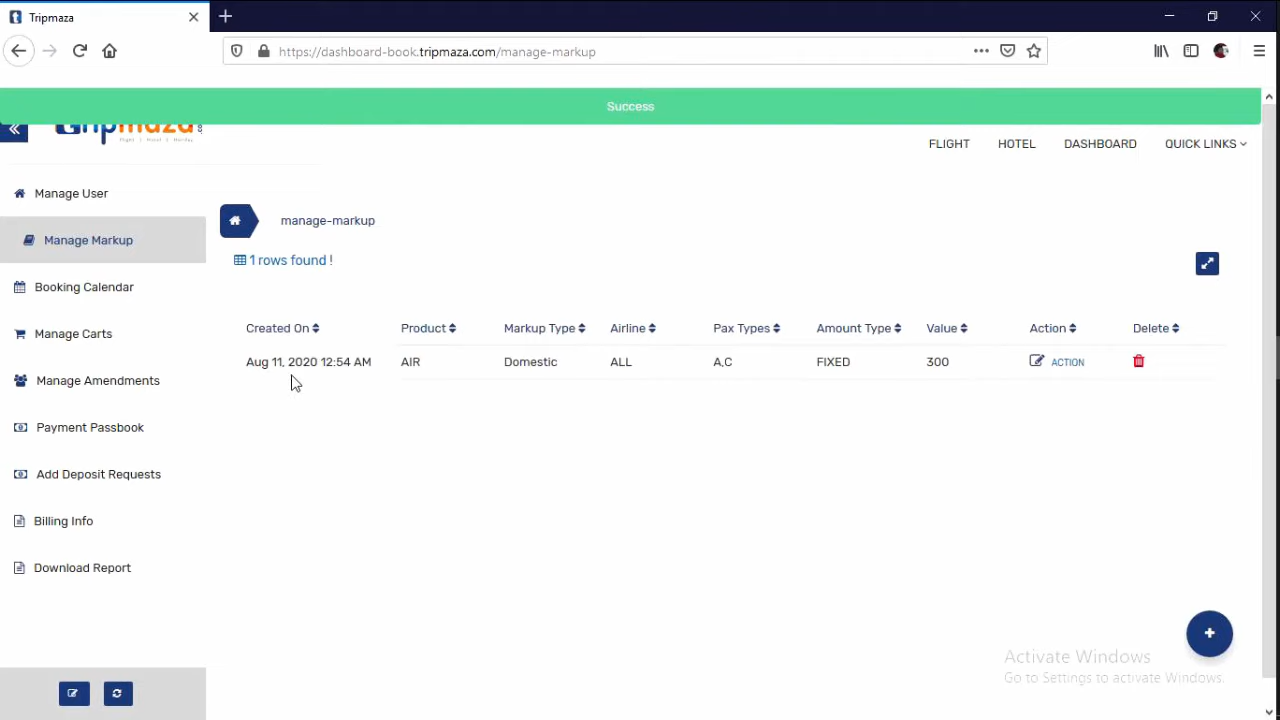 Tripmaza
https://dashboard-book.tripmaza.com/manage-markup
Success
tripmaza.com
FLIGHT HOTEL DASHBOARD QUICK LINKS
Manage User
Manage Markup
Booking Calendar
Manage Carts
Manage Amendments
Payment Passbook
Add Deposit Requests
Billing Info
Download Report
manage-markup
1 rows found !
Created On Product Markup Type Airline Pax Types Amount Type Value Action Delete
Aug 11, 2020 12:54 AM AIR Domestic ALL A,C FIXED 300 ACTION
Activate Windows
Go to Settings to activate Windows.